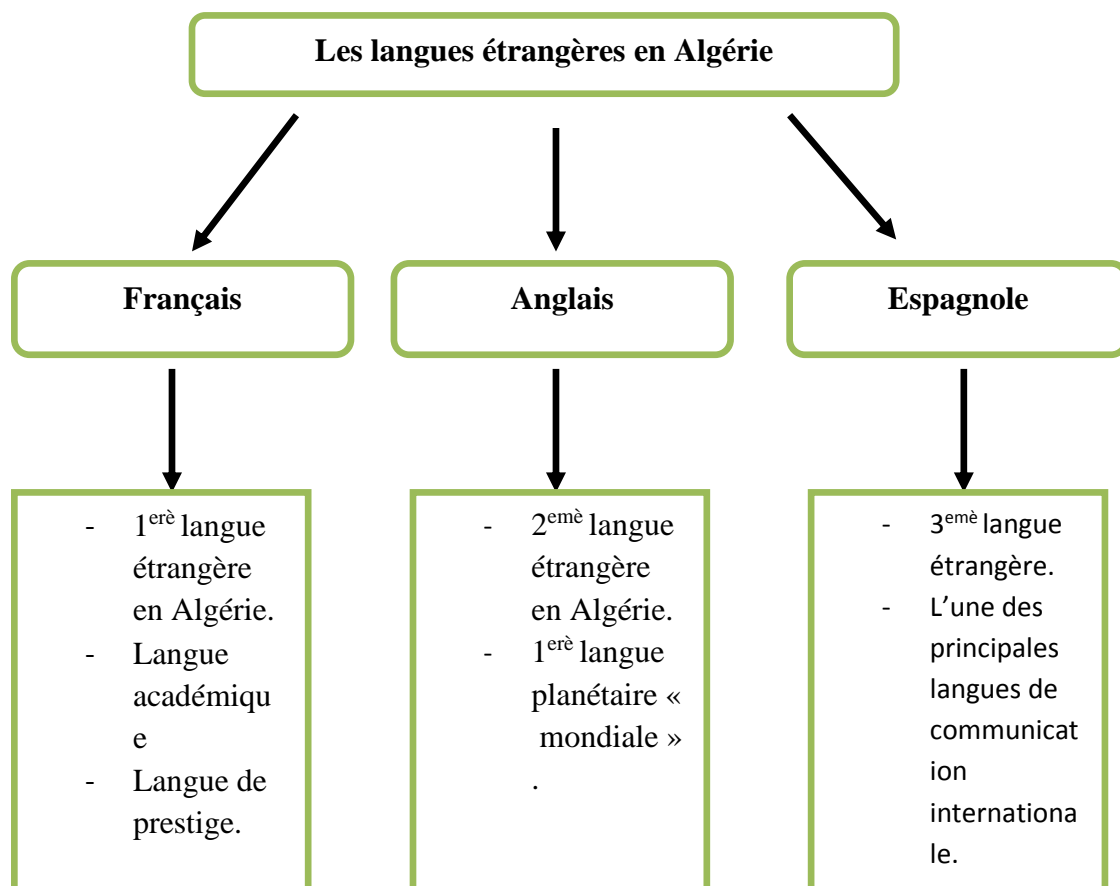 Les langues étrangères en Algérie
Français
Anglais
Espagnole
- 1erè langue
étrangère
en Algérie.
- Langue
académiqu
e
- Langue de
prestige.
- 2emè langue
étrangère
en Algérie.
- 1erè langue
planétaire «
mondiale »
.
- 3emè langue
étrangère.
- L’une des
principales
langues de
communicat
ion
internationa
le.